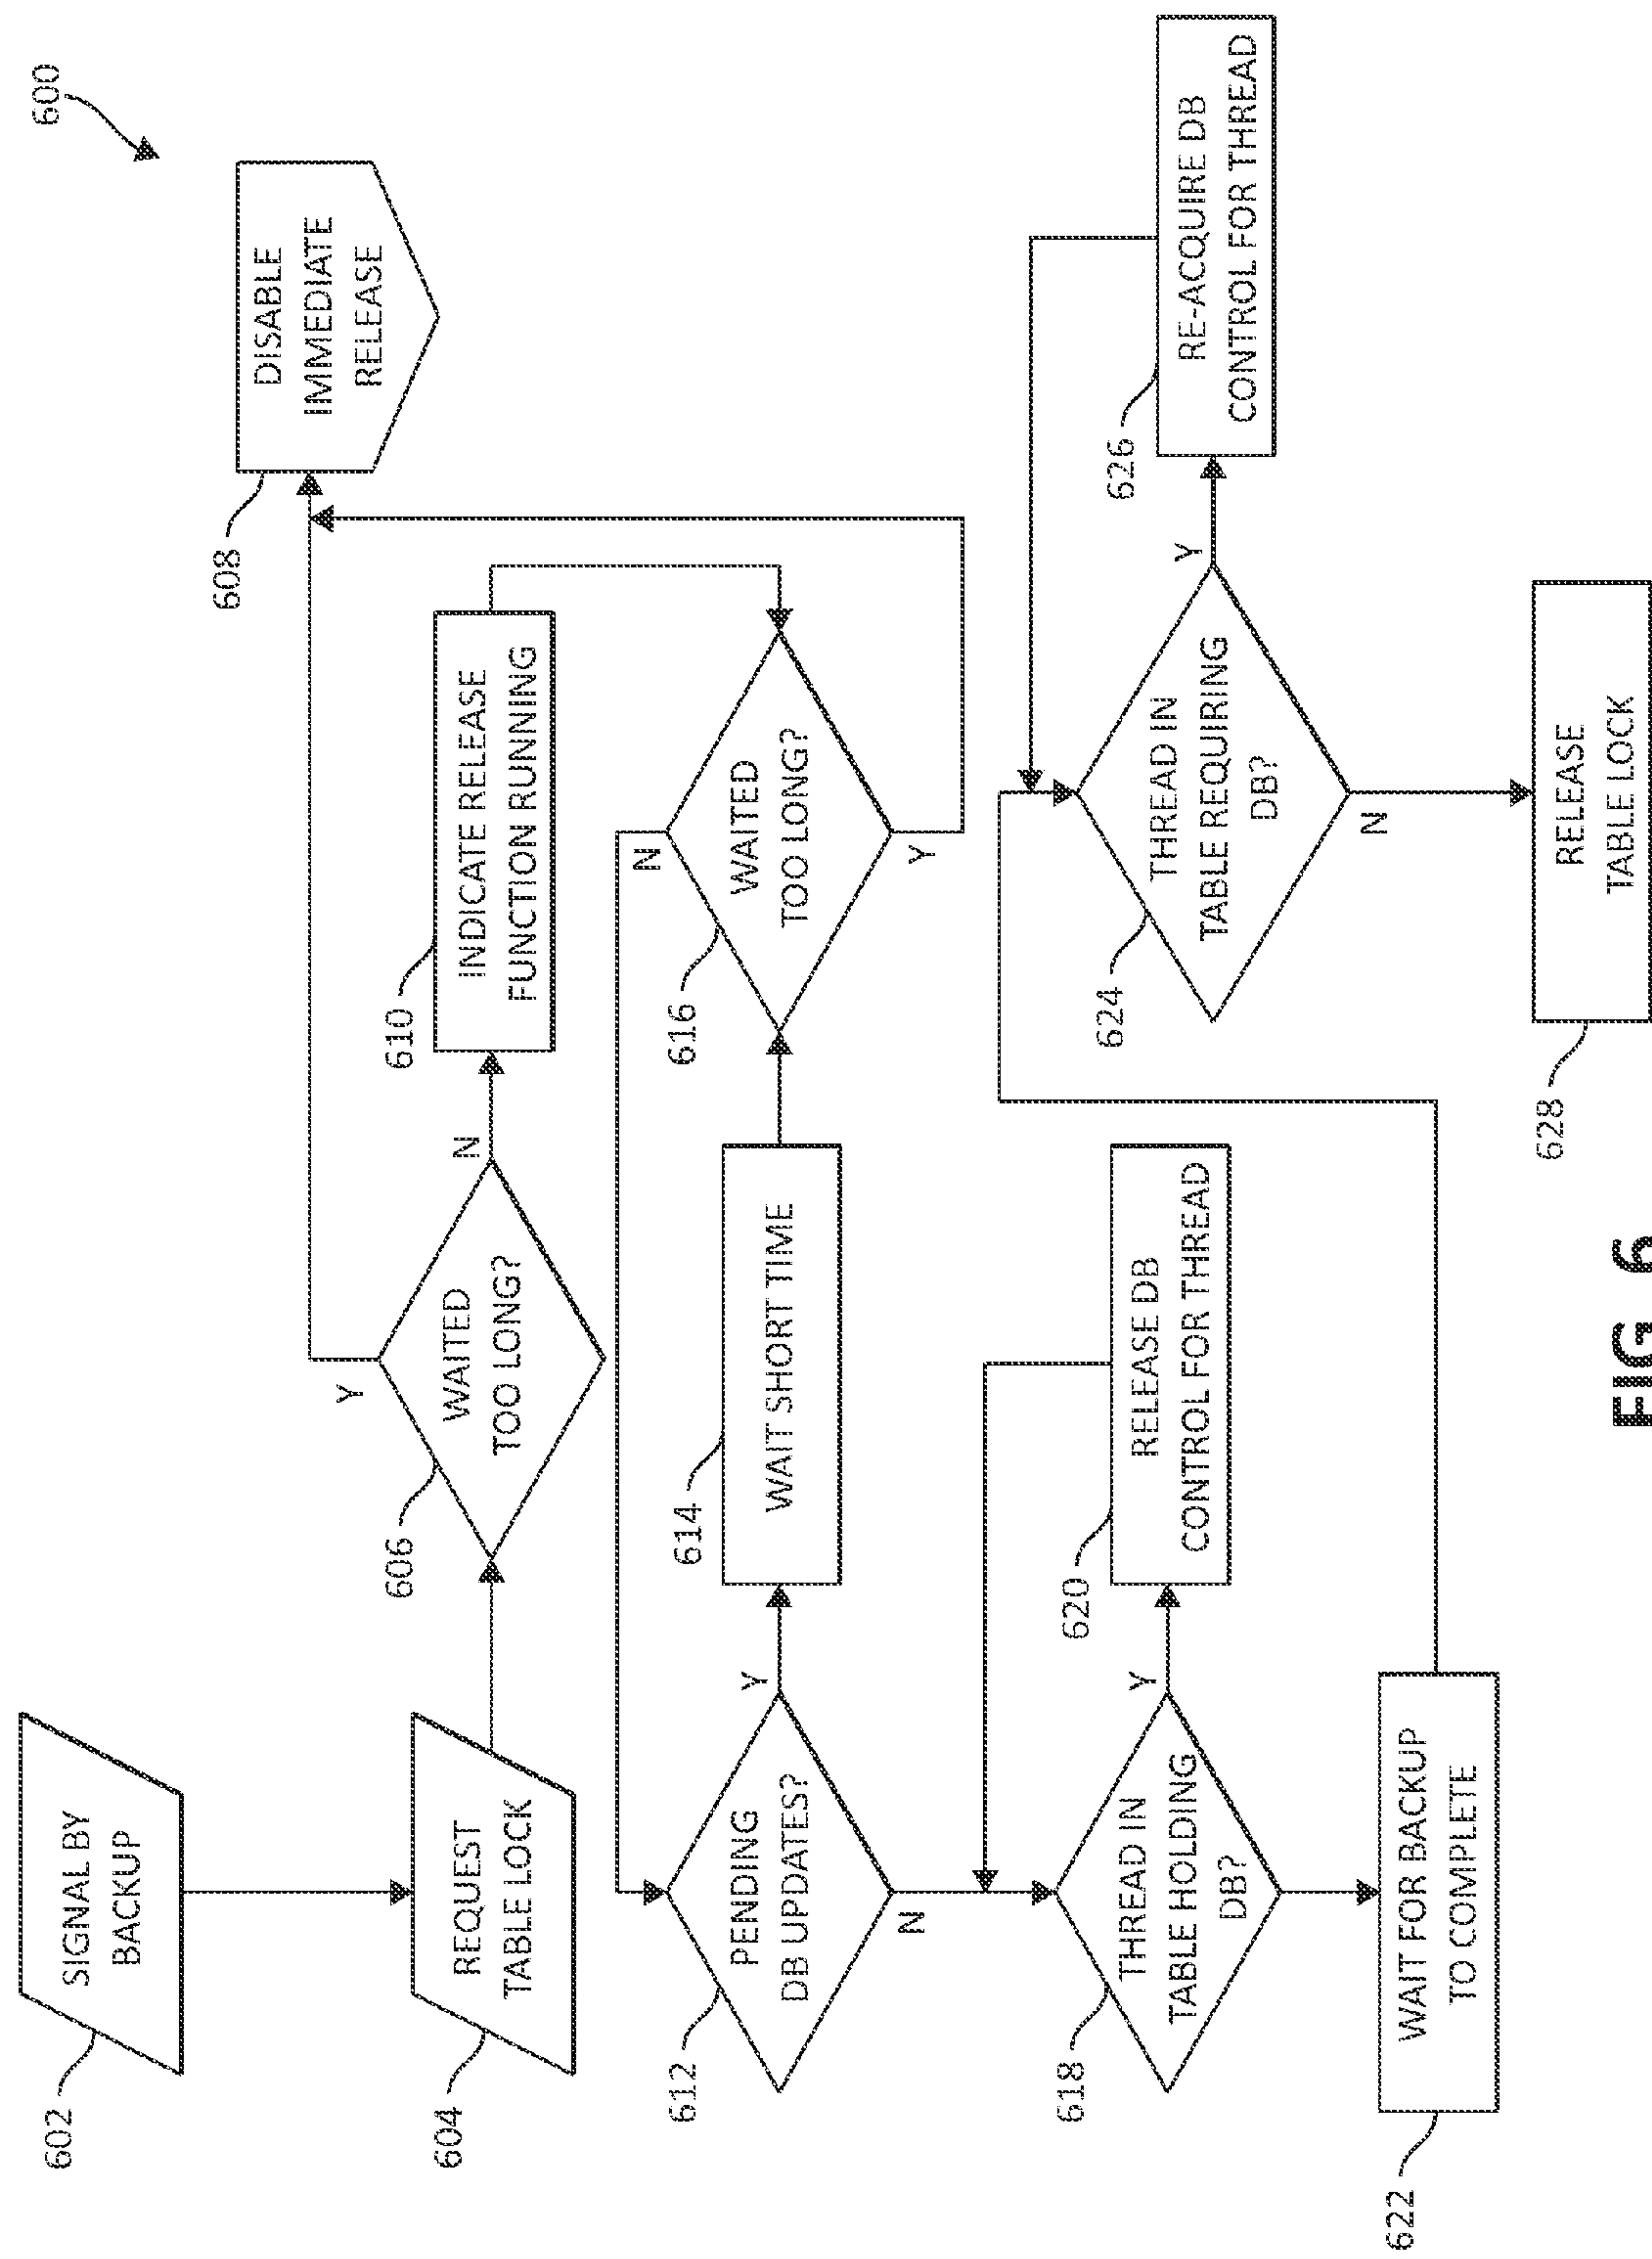 600
602
SIGNAL BY
BACKUP
608
DISABLE
IMMEDIATE
RELEASE
604
REQUEST
TABLE LOCK
606
WAITED
TOO LONG?
Y
N
610
INDICATE RELEASE
FUNCTION RUNNING
612
PENDING
DB UPDATES?
Y
N
614
WAIT SHORT TIME
616
WAITED
TOO LONG?
N
Y
618
THREAD IN
TABLE HOLDING
DB?
Y
620
RELEASE DB
CONTROL FOR THREAD
622
WAIT FOR BACKUP
TO COMPLETE
624
THREAD IN
TABLE REQUIRING
DB?
Y
N
626
RE-ACQUIRE DB
CONTROL FOR THREAD
628
RELEASE
TABLE LOCK
FIG 6